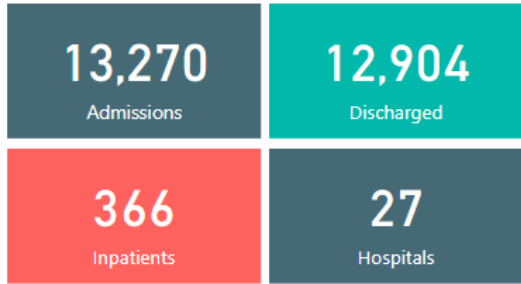 13,270
Admissions
12,904
Discharged
366
Inpatients
27
Hospitals